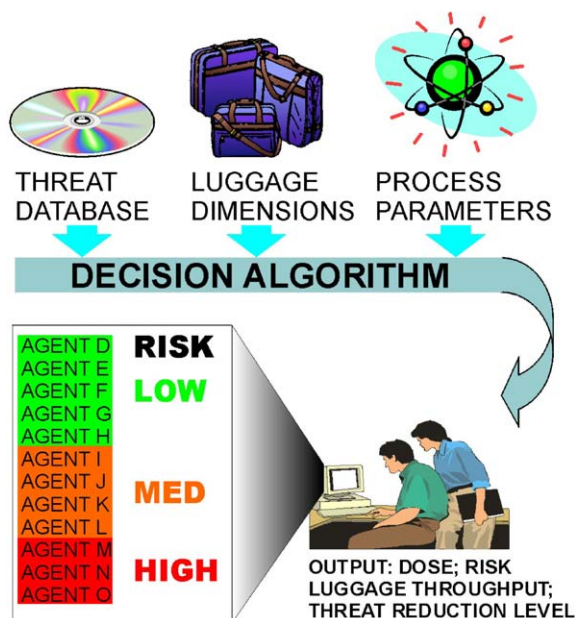 THREAT
DATABASE
LUGGAGE
DIMENSIONS
PROCESS
PARAMETERS
DECISION ALGORITHM
RISK
AGENT D
AGENT E
AGENT F
AGENT G
AGENT H
LOW
AGENT I
AGENT J
AGENT K
AGENT L
MED
AGENT M
AGENT N
AGENT O
HIGH
OUTPUT: DOSE; RISK
LUGGAGE THROUGHPUT;
THREAT REDUCTION LEVEL